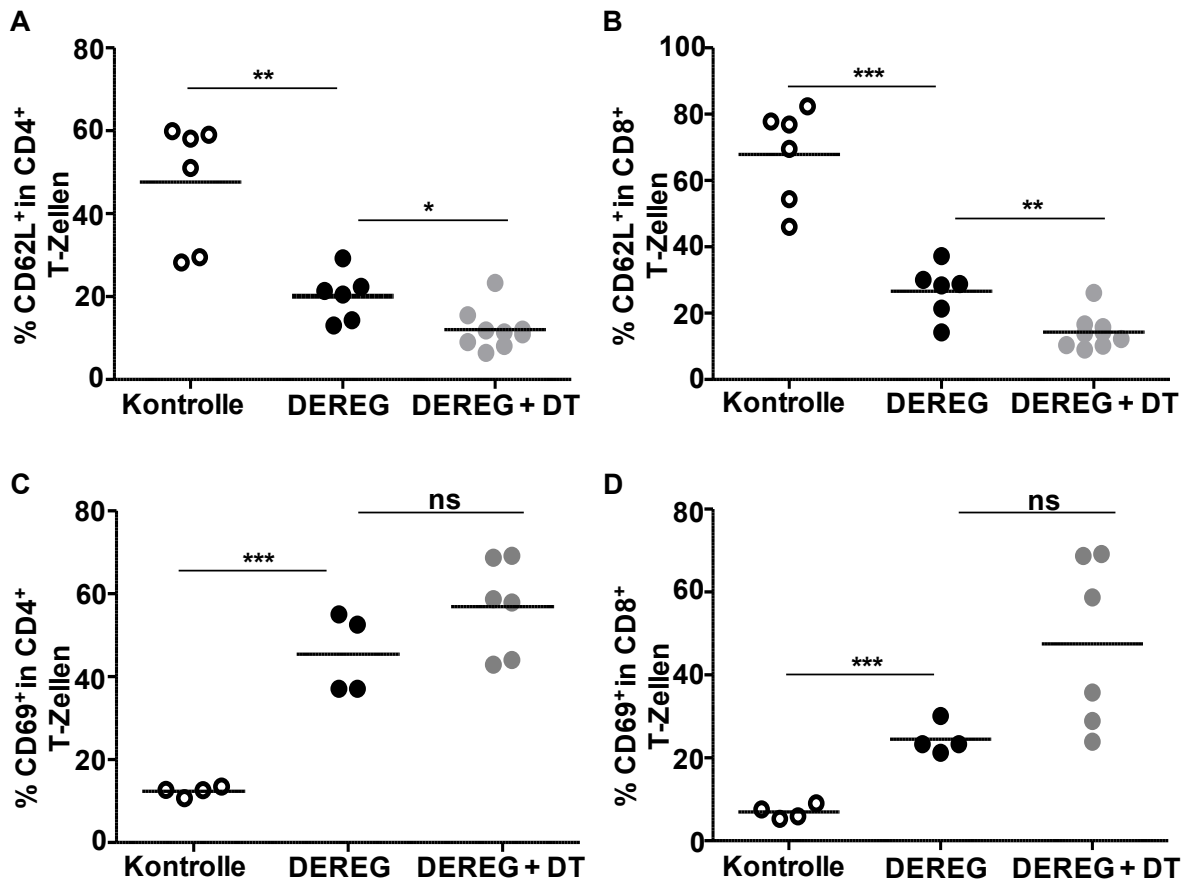 A
% CD62L⁺ in CD4⁺
T-Zellen
80
60
40
20
0
**
*
Kontrolle DEREG DEREG + DT
B
% CD62L⁺ in CD8⁺
T-Zellen
100
80
60
40
20
0
***
**
Kontrolle DEREG DEREG + DT
C
% CD69⁺ in CD4⁺
T-Zellen
80
60
40
20
0
ns
***
Kontrolle DEREG DEREG + DT
D
% CD69⁺ in CD8⁺
T-Zellen
80
60
40
20
0
ns
***
Kontrolle DEREG DEREG + DT